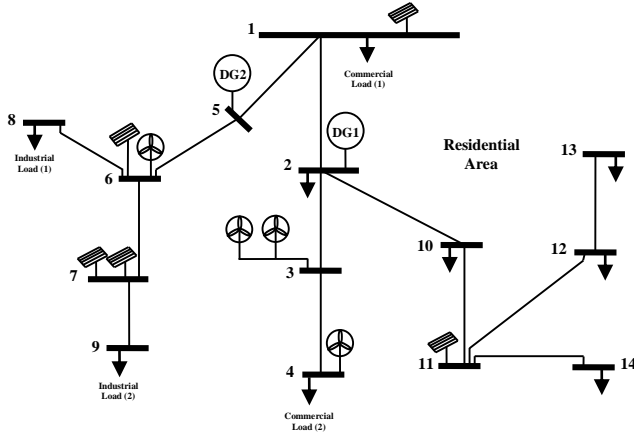 1
Commercial
Load (1)
DG2
5
8
Industrial
Load (1)
6
DG1
2
Residential
Area
13
3
10
12
7
9
Industrial
Load (2)
4
Commercial
Load (2)
11
14